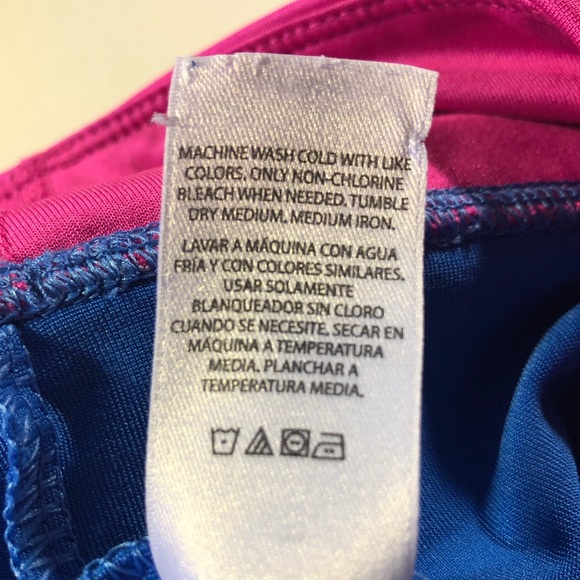 MACHINE WASH COLD WITH LIKE
COLORS. ONLY NON-CHLORINE
BLEACH WHEN NEEDED. TUMBLE
DRY MEDIUM. MEDIUM IRON.
LAVAR A MÁQUINA CON AGUA
FRÍA Y CON COLORES SIMILARES.
USAR SOLAMENTE
BLANQUEADOR SIN CLORO
CUANDO SE NECESITE. SECAR EN
MÁQUINA A TEMPERATURA
MEDIA. PLANCHAR A
TEMPERATURA MEDIA.